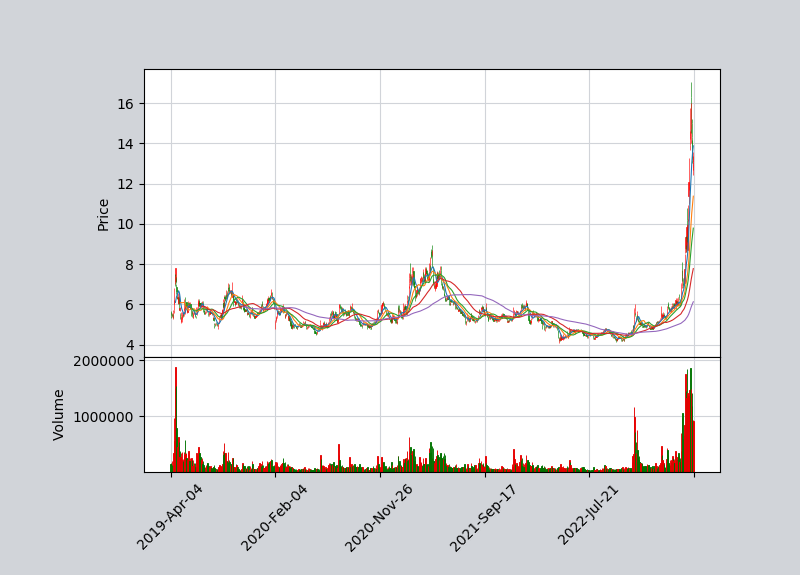 16
14
12
10
8
6
4
Price
2000000
1000000
Volume
2019-Apr-04
2020-Feb-04
2020-Nov-26
2021-Sep-17
2022-Jul-21